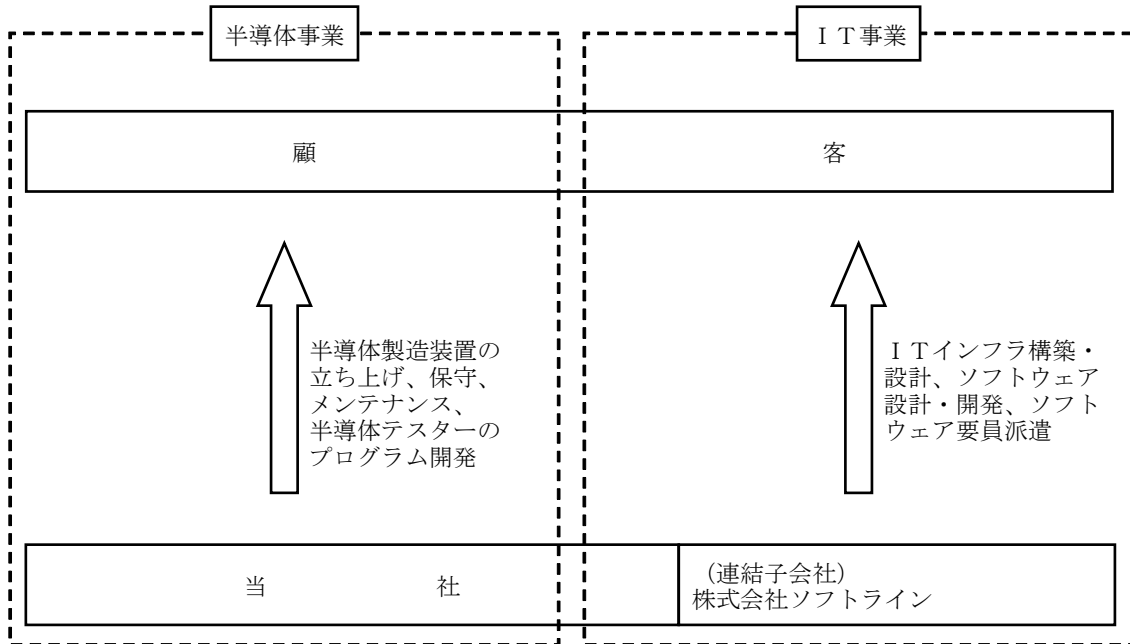 半導体事業
ＩＴ事業
顧　客
半導体製造装置の
立ち上げ、保守、
メンテナンス、
半導体テスターの
プログラム開発
ＩＴインフラ構築・
設計、ソフトウェア
設計・開発、ソフト
ウェア要員派遣
当　社
（連結子会社）
株式会社ソフトライン